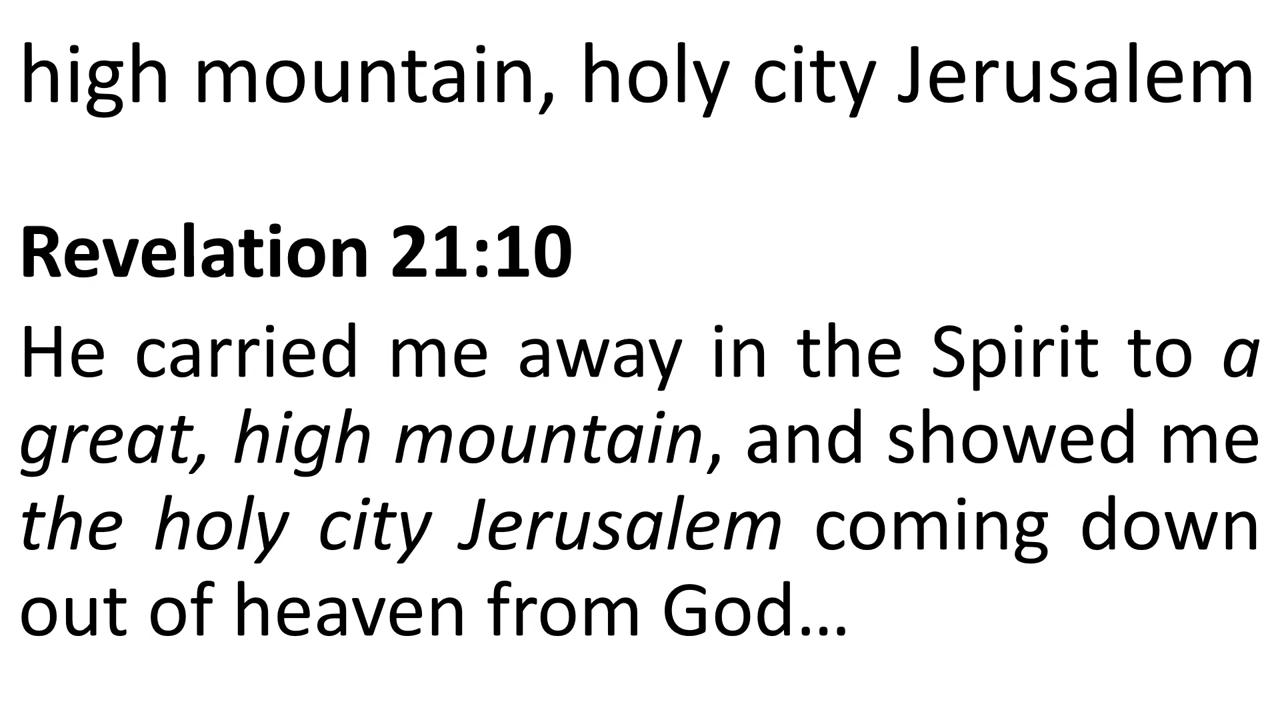 high mountain, holy city Jerusalem
Revelation 21:10
He carried me away in the Spirit to a
great, high mountain, and showed me
the holy city Jerusalem coming down
out of heaven from God…